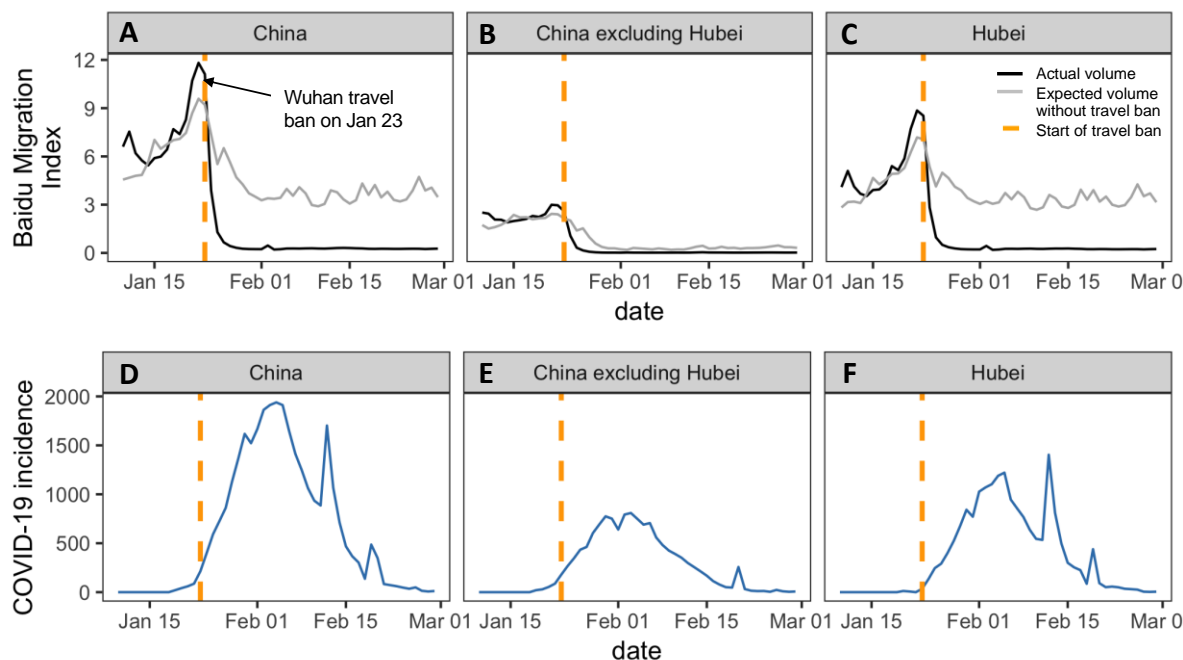 A China
B China excluding Hubei
C Hubei
Baidu Migration
Index
12
9
6
3
0
Wuhan travel
ban on Jan 23
Actual volume
Expected volume
without travel ban
Start of travel ban
Jan 15 Feb 01 Feb 15 Mar 01
Jan 15 Feb 01 Feb 15 Mar 01
Jan 15 Feb 01 Feb 15 Mar 0
date
D China
E China excluding Hubei
F Hubei
COVID-19 incidence
2000
1500
1000
500
0
Jan 15 Feb 01 Feb 15 Mar 01
Jan 15 Feb 01 Feb 15 Mar 01
Jan 15 Feb 01 Feb 15 Mar 0
date